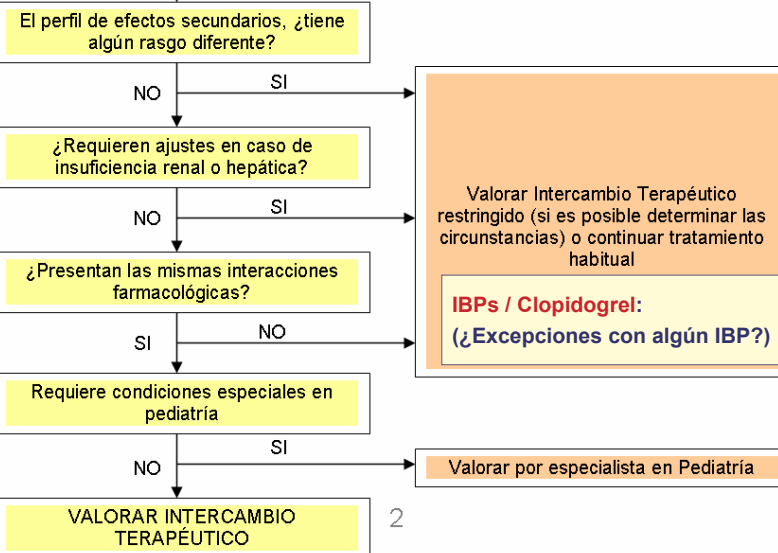 El perfil de efectos secundarios, ¿tiene
algún rasgo diferente?
SI
NO
¿Requieren ajustes en caso de
insuficiencia renal o hepática?
SI
NO
¿Presentan las mismas interacciones
farmacológicas?
NO
SI
Valorar Intercambio Terapéutico
restringido (si es posible determinar las
circunstancias) o continuar tratamiento
habitual
IBPs / Clopidogrel:
(¿Excepciones con algún IBP?)
Requiere condiciones especiales en
pediatría
SI
NO
Valorar por especialista en Pediatría
VALORAR INTERCAMBIO
TERAPÉUTICO
2